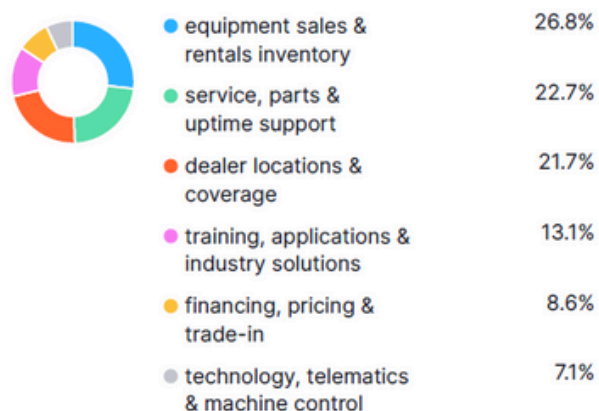 equipment sales & 26.8%
rentals inventory
service, parts & 22.7%
uptime support
dealer locations & 21.7%
coverage
training, applications & 13.1%
industry solutions
financing, pricing & 8.6%
trade-in
technology, telematics 7.1%
& machine control